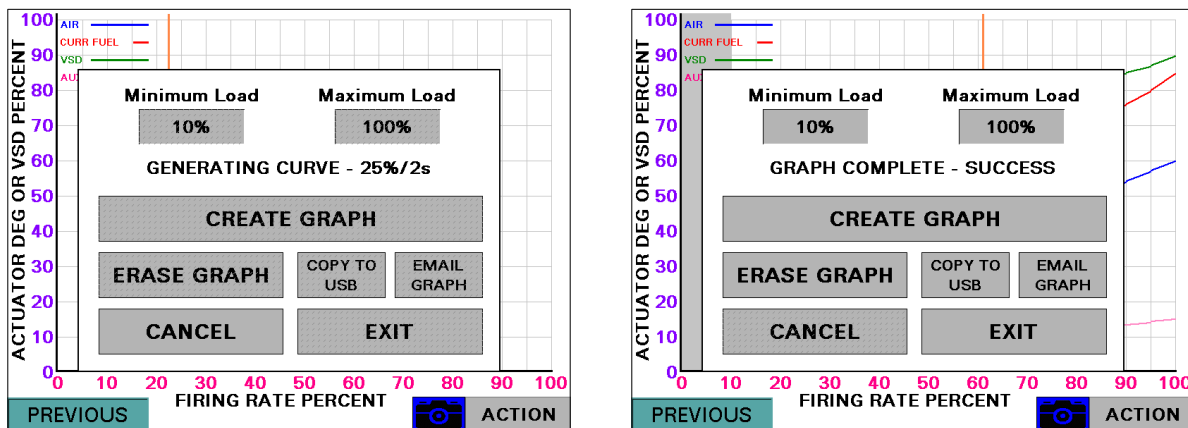 100
90
80
70
60
50
40
30
20
10
0
ACTUATOR DEG OR VSD PERCENT
AIR
CURR FUEL
VSD
Minimum Load Maximum Load
10% 100%
GENERATING CURVE - 25%/2s
CREATE GRAPH
ERASE GRAPH
COPY TO
USB
EMAIL
GRAPH
CANCEL EXIT
0 10 20 30 40 50 60 70 80 90 100
FIRING RATE PERCENT
PREVIOUS ACTION
100
90
80
70
60
50
40
30
20
10
0
ACTUATOR DEG OR VSD PERCENT
AIR
CURR FUEL
VSD
Minimum Load Maximum Load
10% 100%
GRAPH COMPLETE - SUCCESS
CREATE GRAPH
ERASE GRAPH
COPY TO
USB
EMAIL
GRAPH
CANCEL EXIT
0 10 20 30 40 50 60 70 80 90 100
FIRING RATE PERCENT
PREVIOUS ACTION